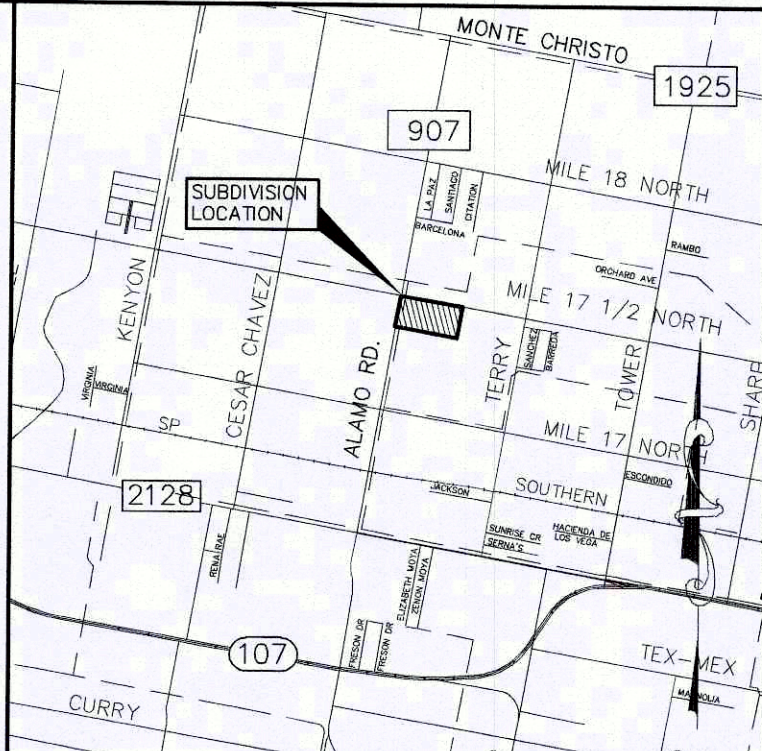 MONTE CHRISTO
1925
907
MILE 18 NORTH
SUBDIVISION
LOCATION
LA PAZ
SANTIAGO
CITATION
BARCELONA
RAMBO
ORCHARD AVE
KENYON
CESAR CHAVEZ
MILE 17 1/2 NORTH
ALAMO RD.
TERRY
SANCHEZ
BARREDA
TOWER
SHARP
VIRGINIA
VIRGINIA
SP
MILE 17 NORTH
2128
JACKSON
SOUTHERN
ESCONDIDO
RENAIRAE
SUNRISE CR
SERNA'S
HACIENDA DE
LOS VEGA
ELIZABETH MOYA
ZENON MOYA
FRESON DR
FRESON DR
107
TEX-MEX
MAGNOLIA
CURRY